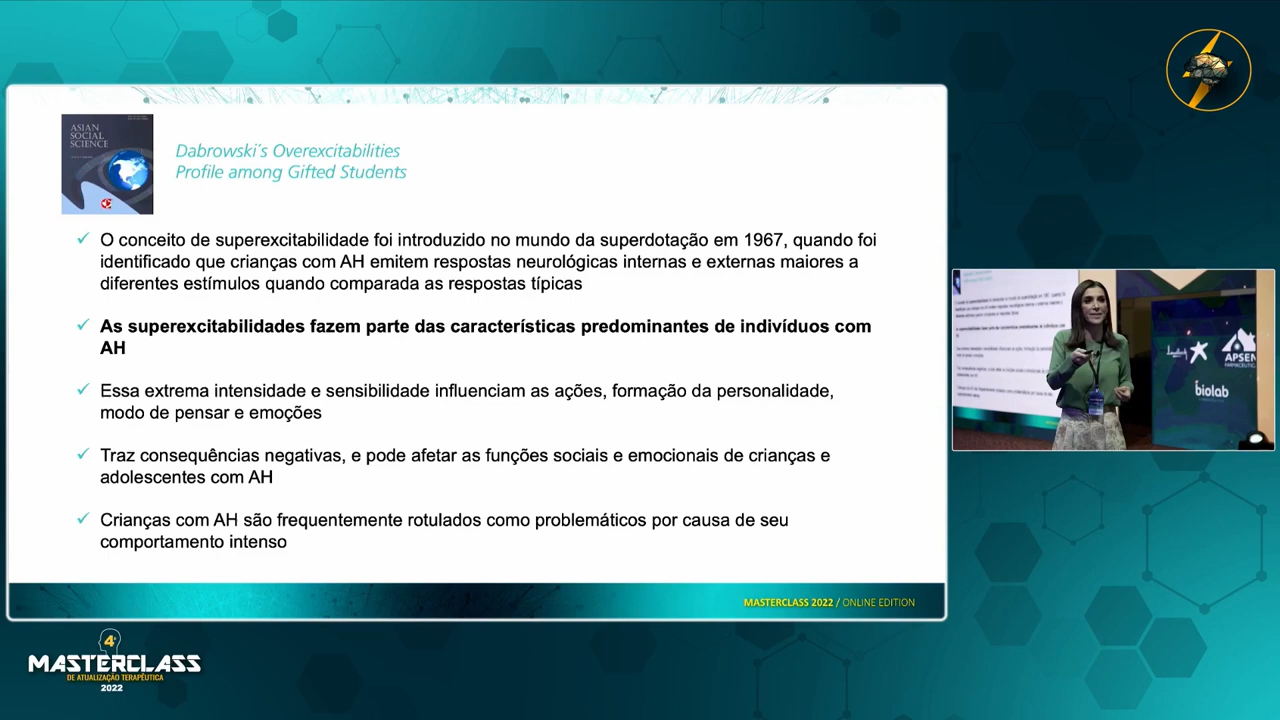 ASIAN
SOCIAL
SCIENCE
Dabrowski´s Overexcitabilities
Profile among Gifted Students
O conceito de superexcitabilidade foi introduzido no mundo da superdotação em 1967, quando foi
identificado que crianças com AH emitem respostas neurológicas internas e externas maiores a
diferentes estímulos quando comparada as respostas típicas
As superexcitabilidades fazem parte das características predominantes de indivíduos com
AH
Essa extrema intensidade e sensibilidade influenciam as ações, formação da personalidade,
modo de pensar e emoções
Traz consequências negativas, e pode afetar as funções sociais e emocionais de crianças e
adolescentes com AH
Crianças com AH são frequentemente rotulados como problemáticos por causa de seu
comportamento intenso
MASTERCLASS 2022 / ONLINE EDITION
APSEN
FARMACÊUTICA
biolab
4ª
MASTERCLASS
DE ATUALIZAÇÃO TERAPÊUTICA
2022